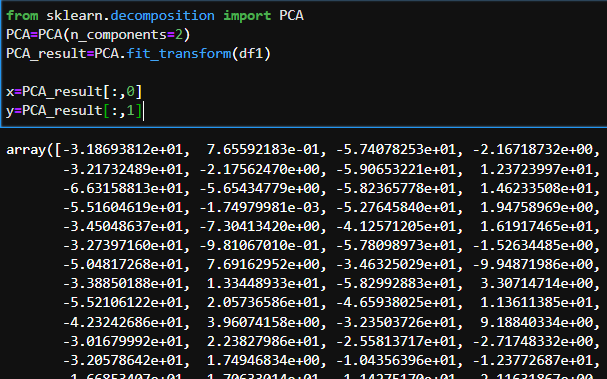 from sklearn.decomposition import PCA
PCA=PCA(n_components=2)
PCA_result=PCA.fit_transform(df1)
x=PCA_result[:,0]
y=PCA_result[:,1]
array([-3.18693812e+01, 7.65592183e-01, -5.74078253e+01, -2.16718732e+00,
-3.21732489e+01, -2.17562470e+00, -5.90653221e+01, 1.23723997e+01,
-6.63158813e+01, -5.65434779e+00, -5.82365778e+01, 1.46233508e+01,
-5.51604619e+01, -1.74979981e-03, -5.27645840e+01, 1.94758969e+01,
-3.45048637e+01, -7.30413420e+00, -4.12571205e+01, 1.61917465e+01,
-3.27397160e+01, -9.81067010e-01, -5.78098973e+01, -1.52634485e+00,
-5.04817268e+01, 7.69162952e+00, -3.46325029e+01, -9.94871986e+00,
-3.38850188e+01, 1.33448933e+01, -5.82992883e+01, 3.30714714e+00,
-5.52106122e+01, 2.05736586e+01, -4.65938025e+01, 1.13611385e+01,
-4.23242686e+01, 3.96074158e+00, -3.23503726e+01, 9.18840334e+00,
-3.01679992e+01, 2.23827986e+01, -2.55813717e+01, -2.71748332e+00,
-3.20578642e+01, 1.74946834e+01, -1.04356396e+01, -1.23772687e+01,